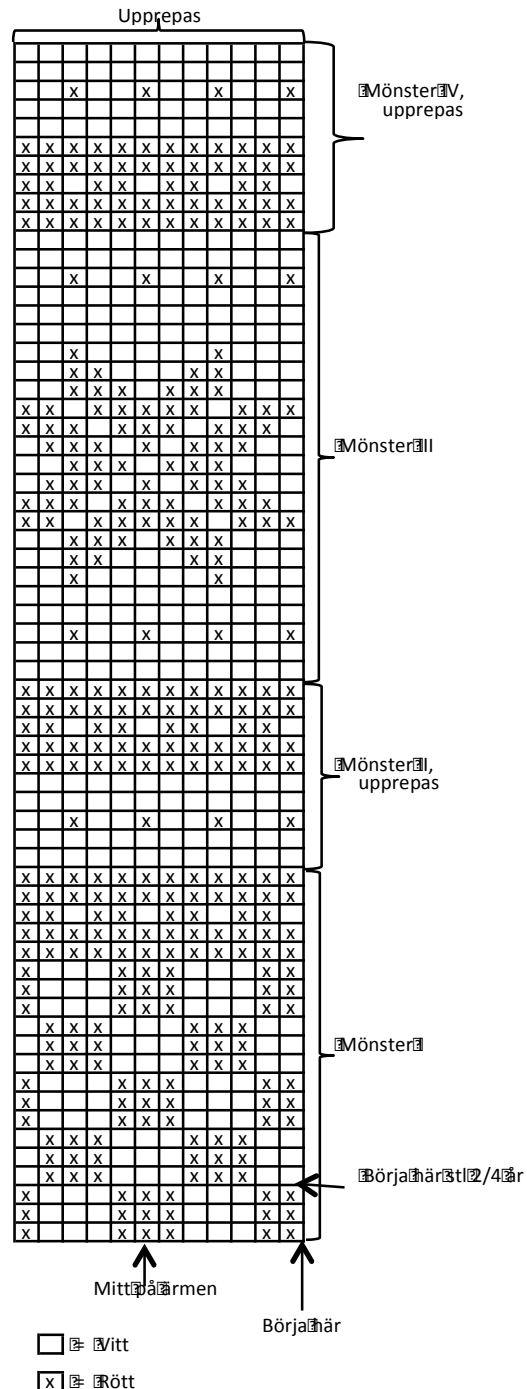 Upprepas
Mönster IV,
upprepas
Mönster III
Mönster II,
upprepas
Mönster I
Börja här stl 2/4 år
Mitt på ärmen
Börja här
= Vitt
x = Rött